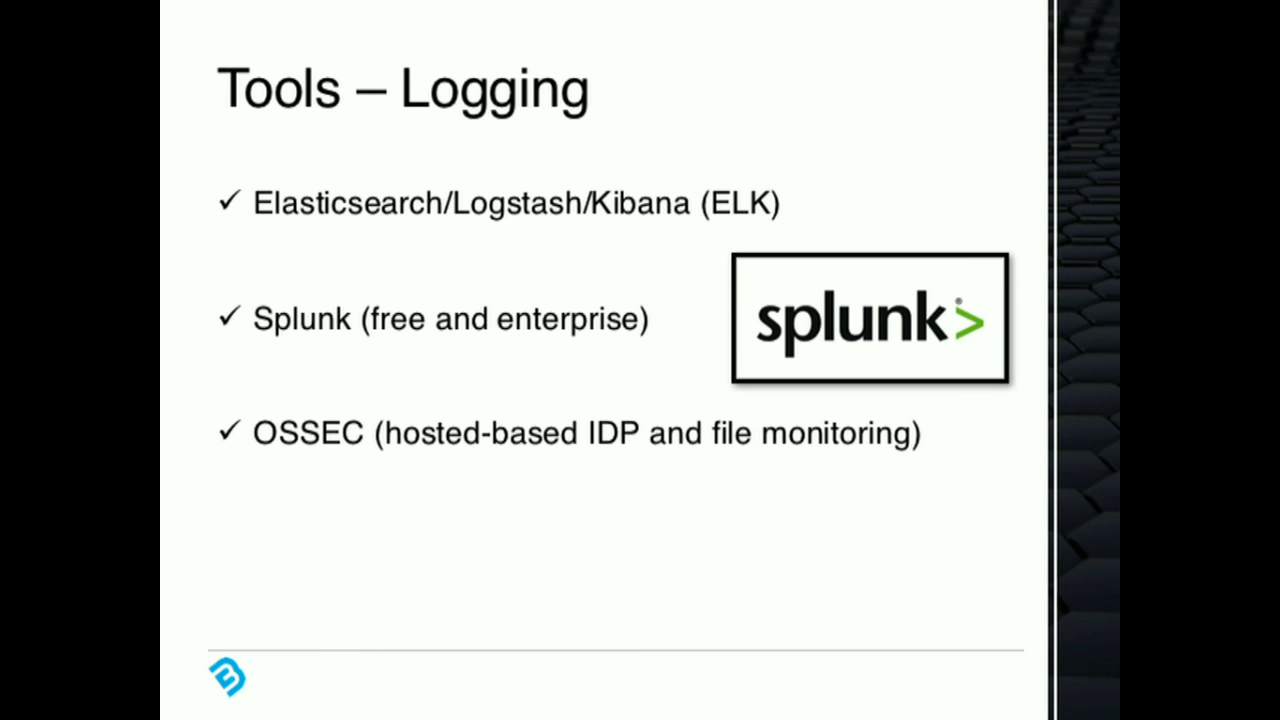 Tools – Logging
✓ Elasticsearch/Logstash/Kibana (ELK)
✓ Splunk (free and enterprise)
splunk>
✓ OSSEC (hosted-based IDP and file monitoring)